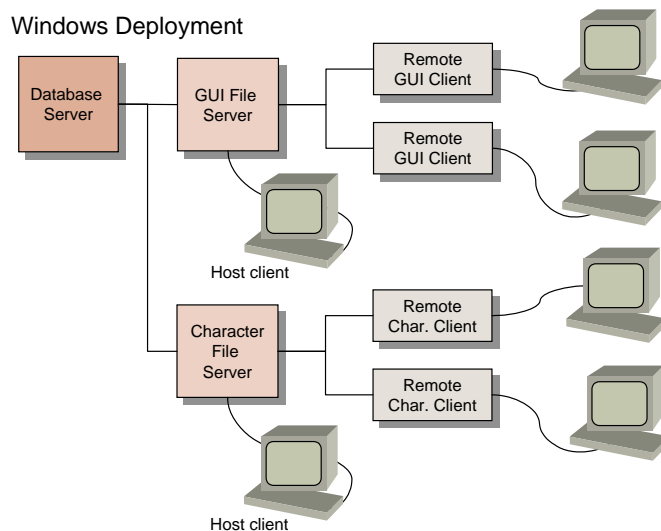 Windows Deployment
Database
Server
GUI File
Server
Remote
GUI Client
Remote
GUI Client
Host client
Character
File
Server
Remote
Char. Client
Remote
Char. Client
Host client